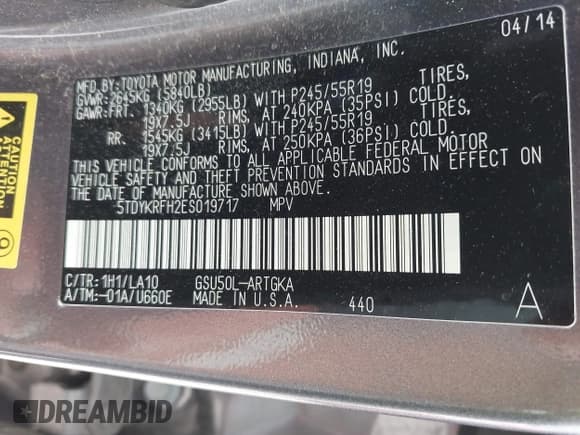 04/14
MFD.BY:TOYOTA MOTOR MANUFACTURING, INDIANA, INC.
GVWR:2645KG (5840LB)
GAWR:FRT. 1340KG (2955LB) WITH P245/55R19 TIRES,
19X7.5J RIMS, AT 240KPA (35PSI) COLD.
RR. 1545KG (3415LB) WITH P245/55R19 TIRES,
19X7.5J RIMS, AT 250KPA (36PSI) COLD.
THIS VEHICLE CONFORMS TO ALL APPLICABLE FEDERAL MOTOR
VEHICLE SAFETY AND THEFT PREVENTION STANDARDS IN EFFECT ON
THE DATE OF MANUFACTURE SHOWN ABOVE.
5TDYKRFH2ES019717 MPV
C/TR:1H1/LA10 GSU50L-ARTGKA
A/TM:-01A/U660E MADE IN U.S.A. 440 A
CAUTION
ATTENTION
DREAMBID